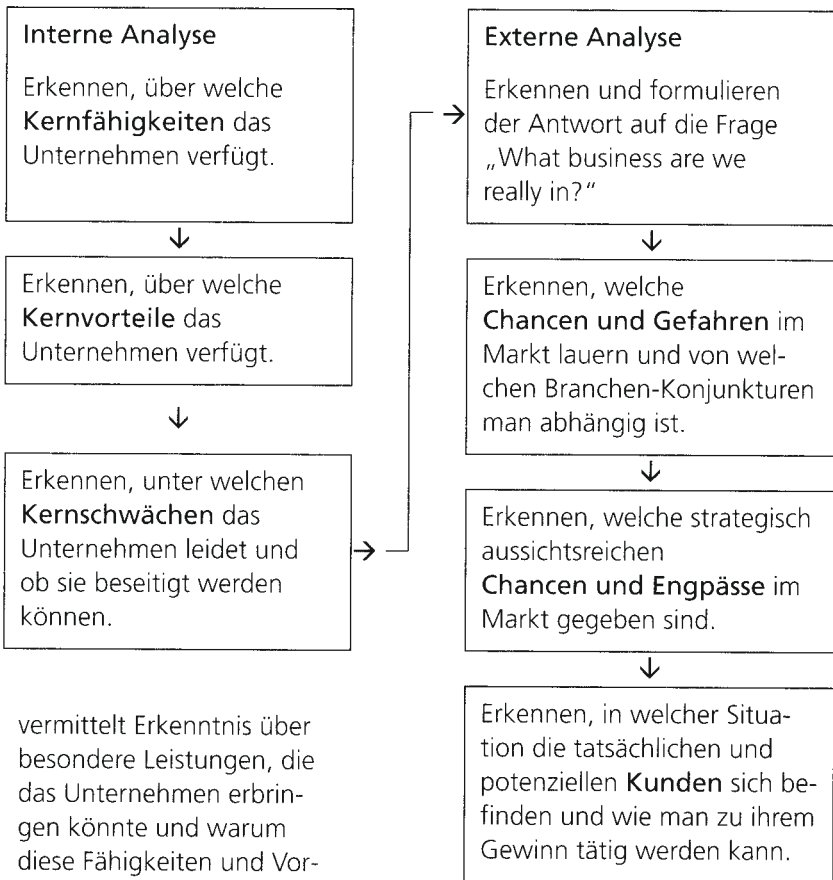 Interne Analyse
Erkennen, über welche
Kernfähigkeiten das
Unternehmen verfügt.
↓
Erkennen, über welche
Kernvorteile das
Unternehmen verfügt.
↓
Erkennen, unter welchen
Kernschwächen das
Unternehmen leidet und
ob sie beseitigt werden
können.
→
vermittelt Erkenntnis über
besondere Leistungen, die
das Unternehmen erbrin-
gen könnte und warum
diese Fähigkeiten und Vor-
→
Externe Analyse
Erkennen und formulieren
der Antwort auf die Frage
„What business are we
really in?“
↓
Erkennen, welche
Chancen und Gefahren im
Markt lauern und von wel-
chen Branchen-Konjunkturen
man abhängig ist.
↓
Erkennen, welche strategisch
aussichtsreichen
Chancen und Engpässe im
Markt gegeben sind.
↓
Erkennen, in welcher Situa-
tion die tatsächlichen und
potenziellen Kunden sich be-
finden und wie man zu ihrem
Gewinn tätig werden kann.